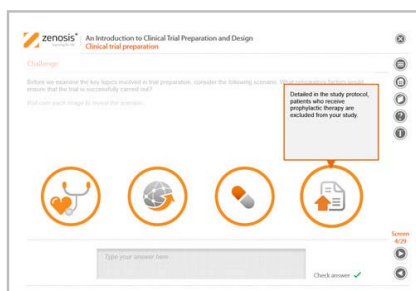 zenosis
An Introduction to Clinical Trial Preparation and Design
Clinical trial preparation
Challenge
Before we examine the key topics involved in trial preparation, consider the following scenario. What preparation factors would
ensure that the trial is successfully carried out?
Roll over each image to reveal the scenario.
Detailed in the study protocol,
patients who receive
prophylactic therapy are
excluded from your study.
Screen
4/29
Type your answer here.
Check answer